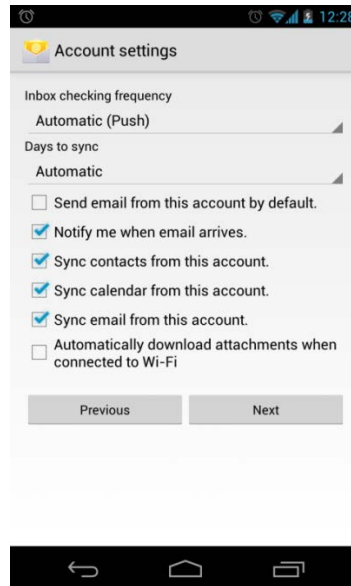 12:28
Account settings
Inbox checking frequency
Automatic (Push)
Days to sync
Automatic
Send email from this account by default.
Notify me when email arrives.
Sync contacts from this account.
Sync calendar from this account.
Sync email from this account.
Automatically download attachments when
connected to Wi-Fi
Previous Next